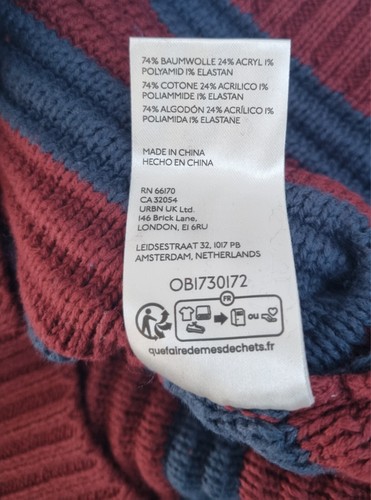 74% BAUMWOLLE 24% ACRYL 1%
POLYAMID 1% ELASTAN
74% COTONE 24% ACRILICO 1%
POLIAMMIDE 1% ELASTAN
74% ALGODÓN 24% ACRÍLICO 1%
POLIAMIDA 1% ELASTANE
MADE IN CHINA
HECHO EN CHINA
RN 66170
CA 32054
URBN UK Ltd.
146 Brick Lane,
LONDON, E1 6RU
LEIDSESTRAAT 32, 1017 PB
AMSTERDAM, NETHERLANDS
OB1730172
FR
OU
quefairedemesdechets.fr